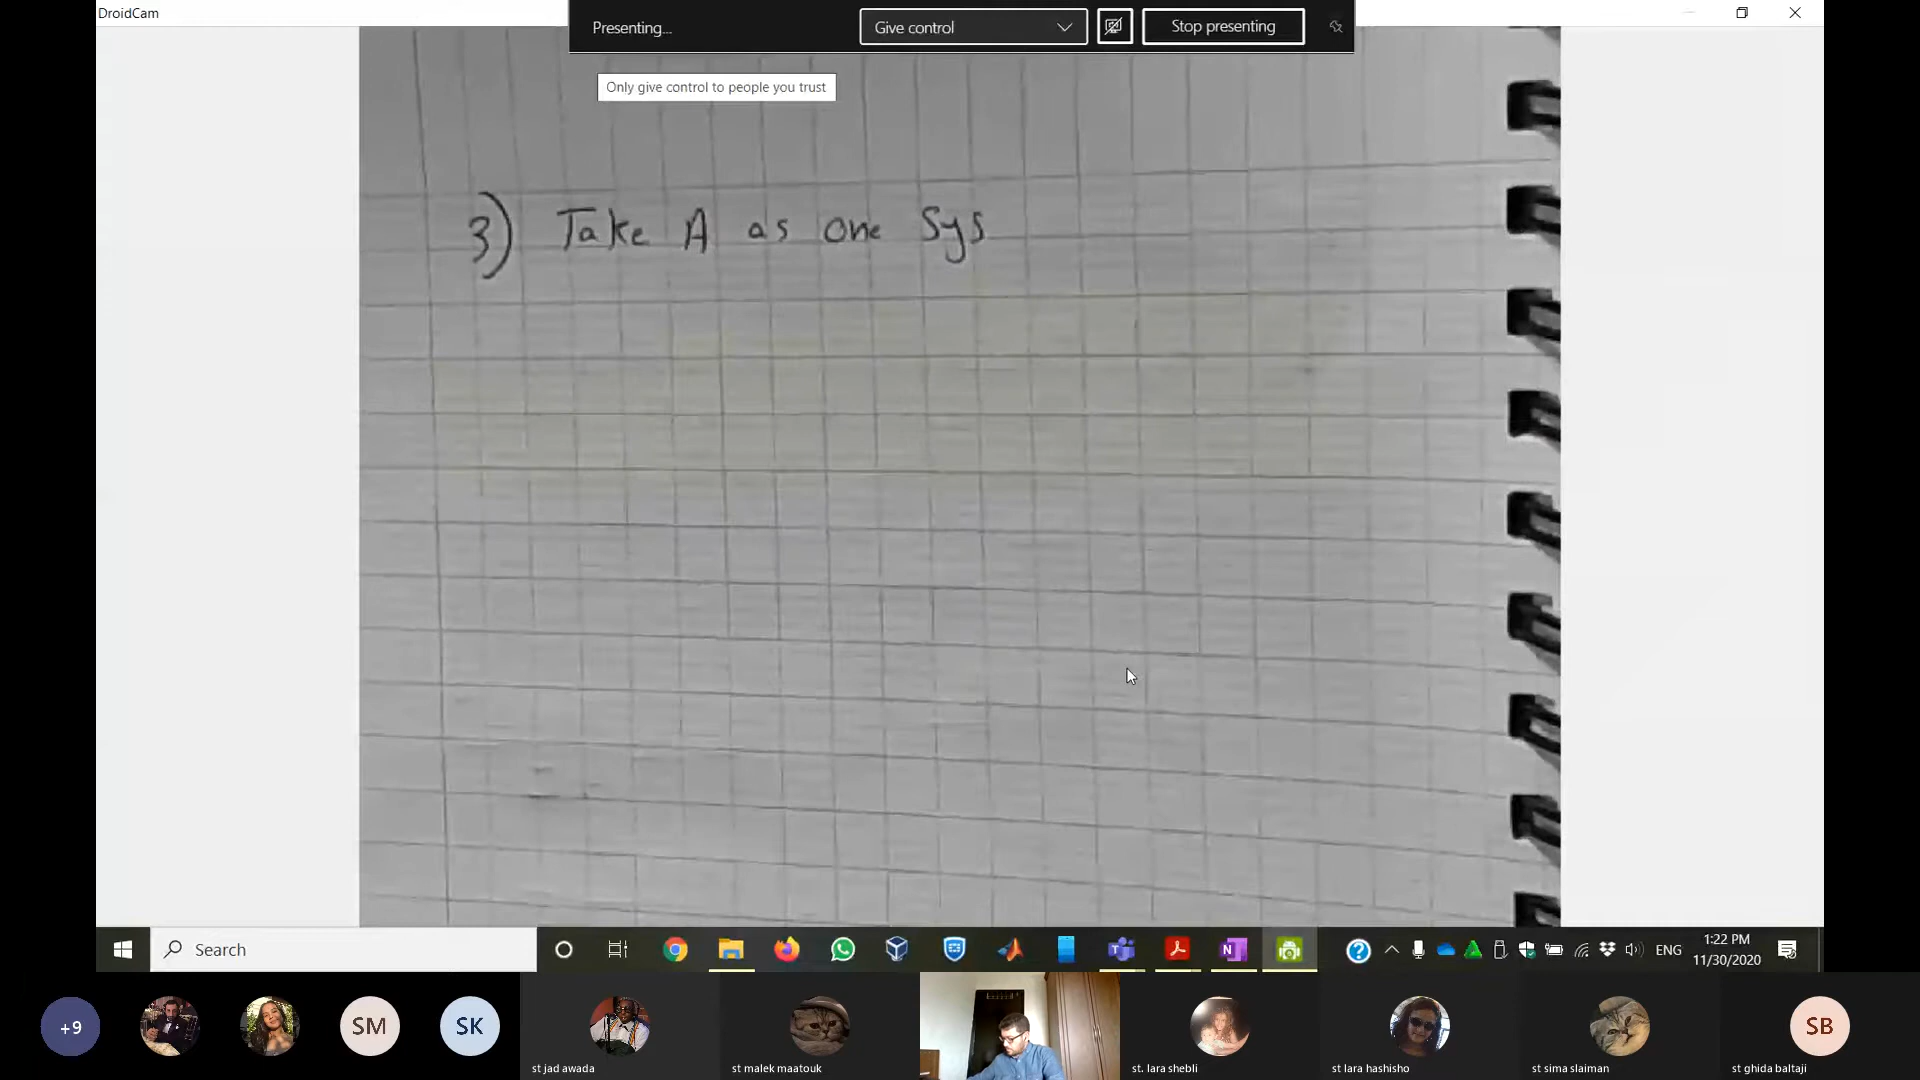 DroidCam
Presenting...
Give control
Stop presenting
Only give control to people you trust
3) Take A as one Sys
Search
ENG
1:22 PM
11/30/2020
+9
SM
SK
st jad awada
st malek maatouk
st. lara shebli
st lara hashisho
st sima slaiman
SB
st ghida baltaji